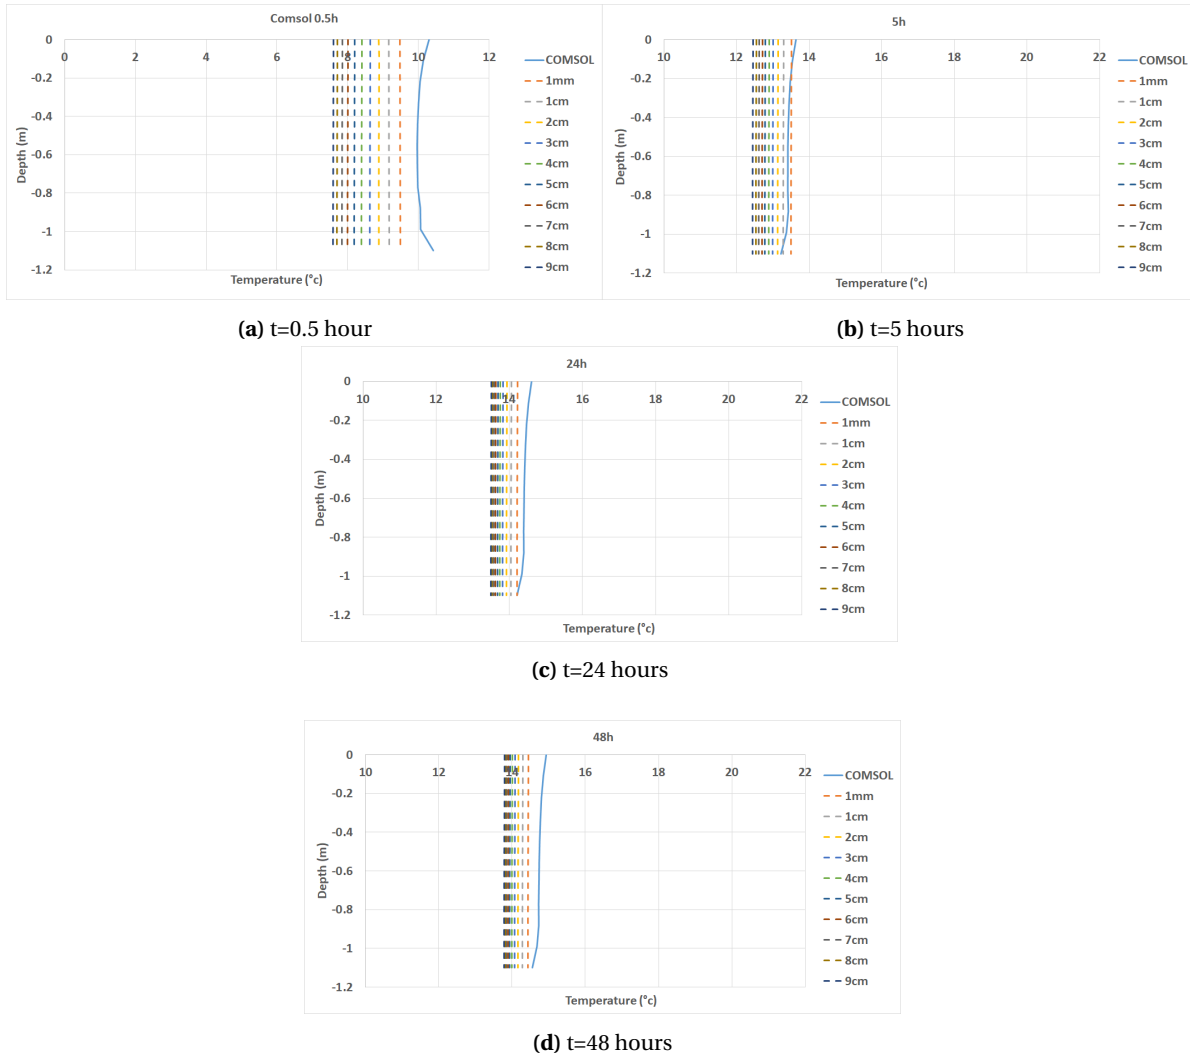 Comsol 0.5h
0 2 4 6 8 10 12
0
-0.2
-0.4
-0.6
-0.8
-1
-1.2
Depth (m)
Temperature (°c)
COMSOL
1mm
1cm
2cm
3cm
4cm
5cm
6cm
7cm
8cm
9cm
(a) t=0.5 hour
5h
10 12 14 16 18 20 22
0
-0.2
-0.4
-0.6
-0.8
-1
-1.2
Depth (m)
Temperature (°c)
COMSOL
1mm
1cm
2cm
3cm
4cm
5cm
6cm
7cm
8cm
9cm
(b) t=5 hours
24h
10 12 14 16 18 20 22
0
-0.2
-0.4
-0.6
-0.8
-1
-1.2
Depth (m)
Temperature (°c)
COMSOL
1mm
1cm
2cm
3cm
4cm
5cm
6cm
7cm
8cm
9cm
(c) t=24 hours
48h
10 12 14 16 18 20 22
0
-0.2
-0.4
-0.6
-0.8
-1
-1.2
Depth (m)
Temperature (°c)
COMSOL
1mm
1cm
2cm
3cm
4cm
5cm
6cm
7cm
8cm
9cm
(d) t=48 hours